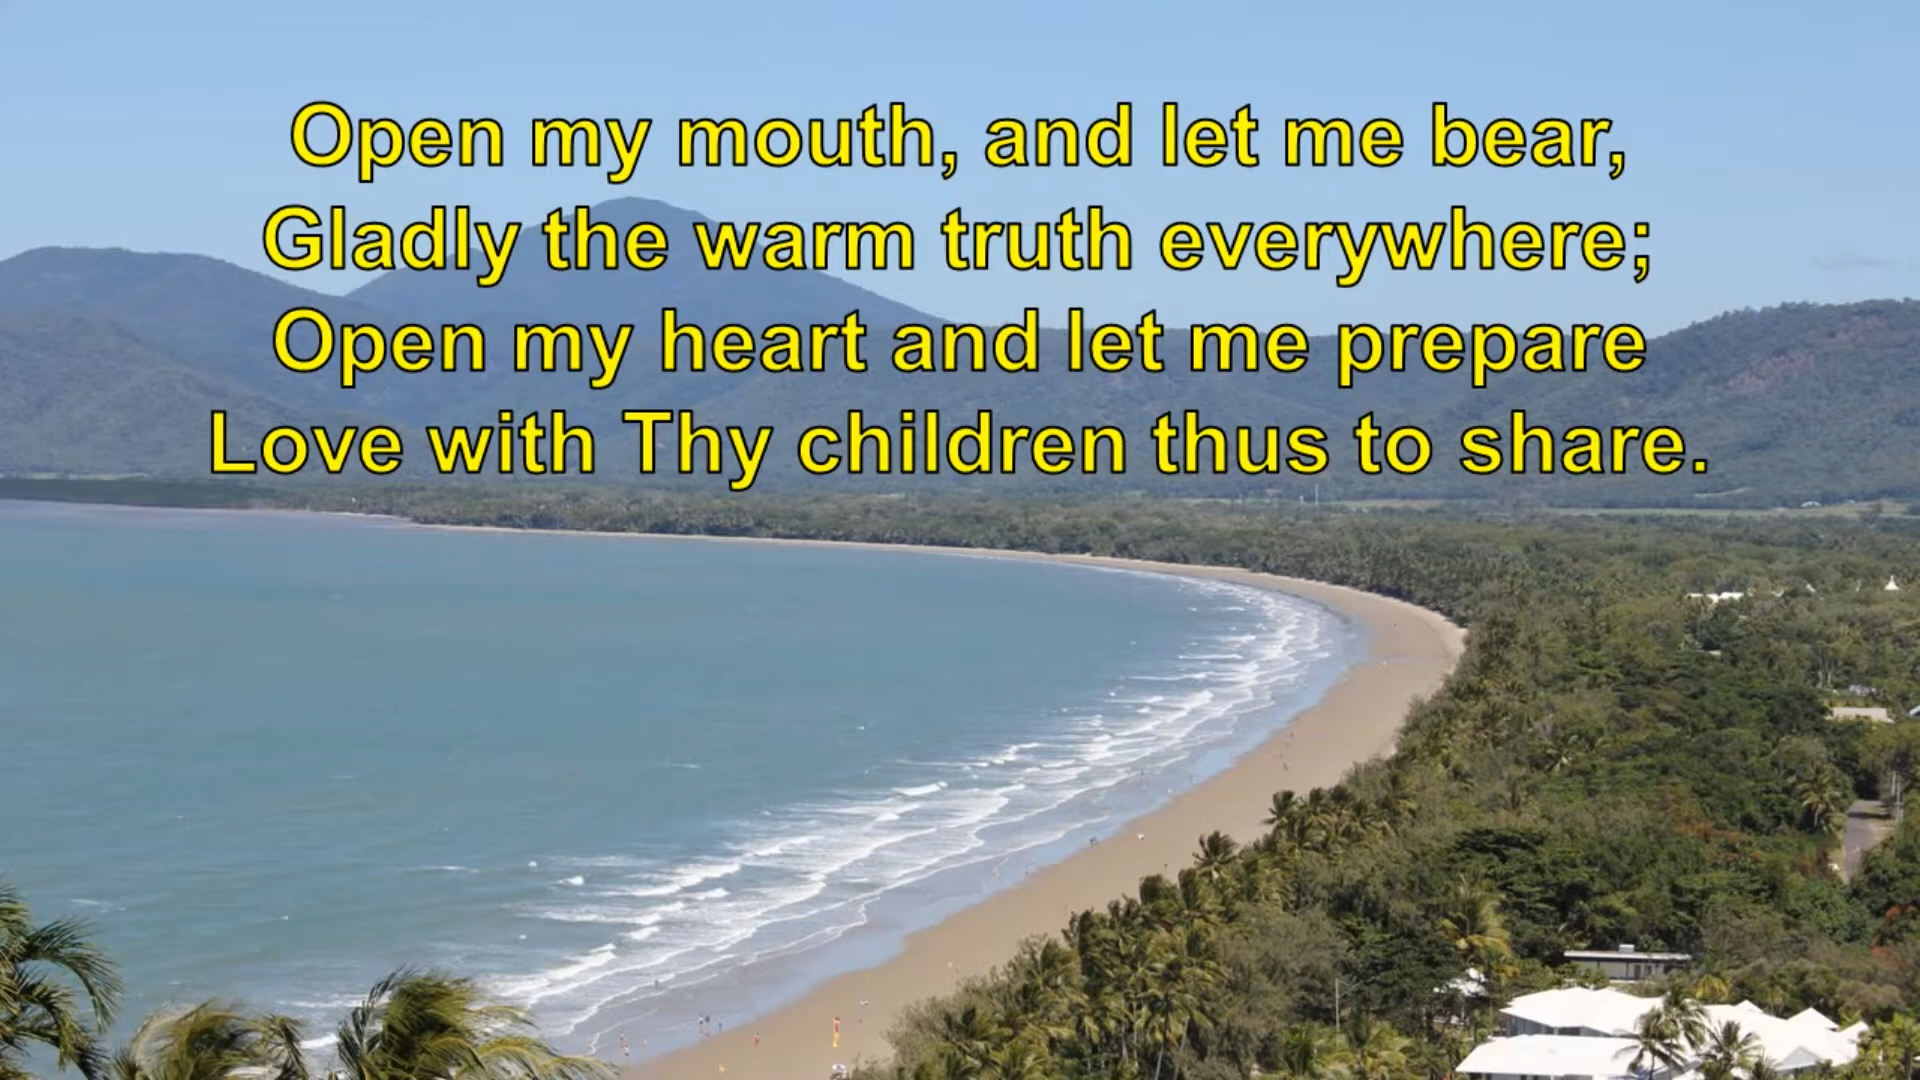 Open my mouth, and let me bear,
Gladly the warm truth everywhere;
Open my heart and let me prepare
Love with Thy children thus to share.